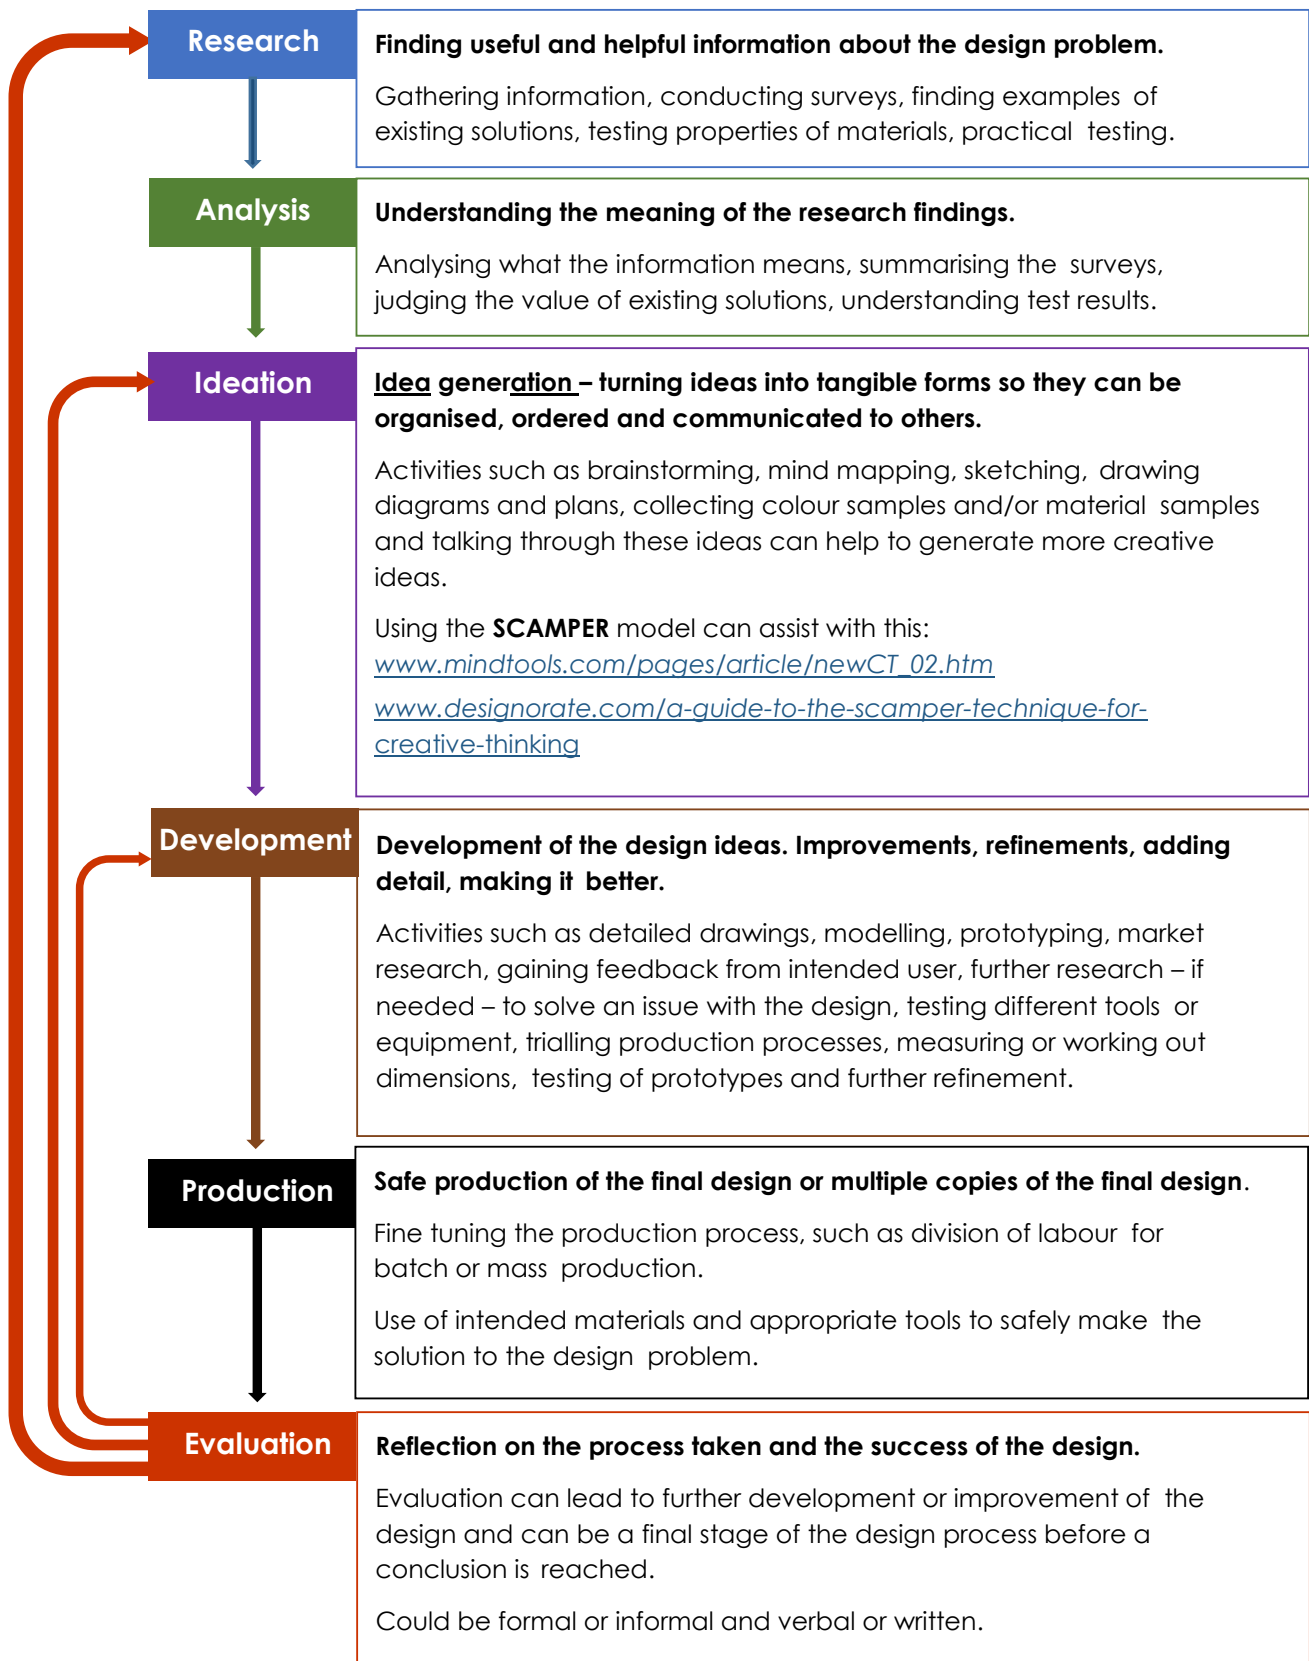 Research
Finding useful and helpful information about the design problem.
Gathering information, conducting surveys, finding examples of
existing solutions, testing properties of materials, practical testing.
Analysis
Understanding the meaning of the research findings.
Analysing what the information means, summarising the surveys,
judging the value of existing solutions, understanding test results.
Ideation
Idea generation – turning ideas into tangible forms so they can be
organised, ordered and communicated to others.
Activities such as brainstorming, mind mapping, sketching, drawing
diagrams and plans, collecting colour samples and/or material samples
and talking through these ideas can help to generate more creative
ideas.
Using the SCAMPER model can assist with this:
www.mindtools.com/pages/article/newCT_02.htm
www.designorate.com/a-guide-to-the-scamper-technique-for-
creative-thinking
Development
Development of the design ideas. Improvements, refinements, adding
detail, making it better.
Activities such as detailed drawings, modelling, prototyping, market
research, gaining feedback from intended user, further research – if
needed – to solve an issue with the design, testing different tools or
equipment, trialling production processes, measuring or working out
dimensions, testing of prototypes and further refinement.
Production
Safe production of the final design or multiple copies of the final design.
Fine tuning the production process, such as division of labour for
batch or mass production.
Use of intended materials and appropriate tools to safely make the
solution to the design problem.
Evaluation
Reflection on the process taken and the success of the design.
Evaluation can lead to further development or improvement of the
design and can be a final stage of the design process before a
conclusion is reached.
Could be formal or informal and verbal or written.